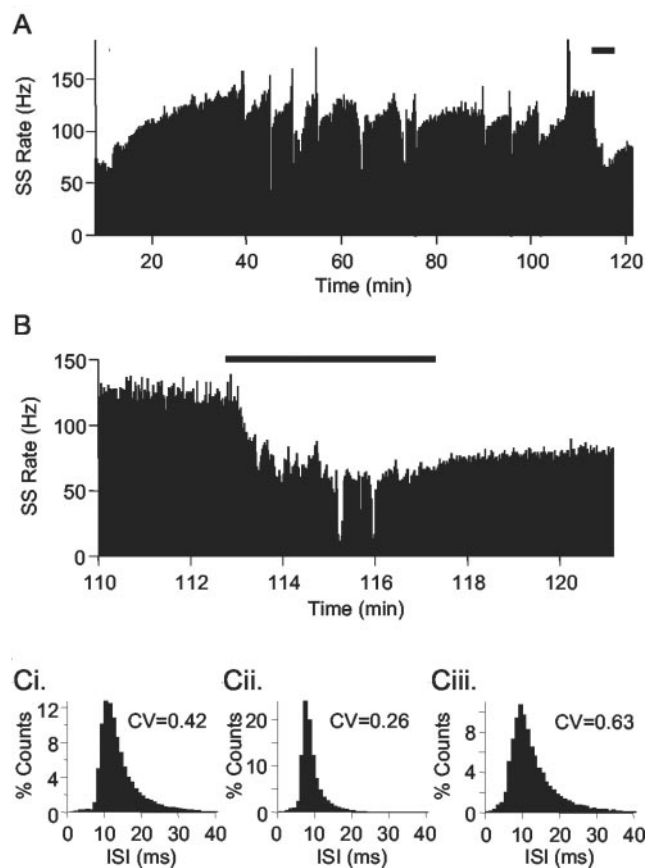 A
SS Rate (Hz)
150
100
50
0
20 40 60 80 100 120
Time (min)
B
SS Rate (Hz)
150
100
50
0
110 112 114 116 118 120
Time (min)
Ci.
% Counts
12
8
4
0
CV=0.42
0 10 20 30 40
ISI (ms)
Cii.
% Counts
20
10
0
CV=0.26
0 10 20 30 40
ISI (ms)
Ciii.
% Counts
8
4
0
CV=0.63
0 10 20 30 40
ISI (ms)